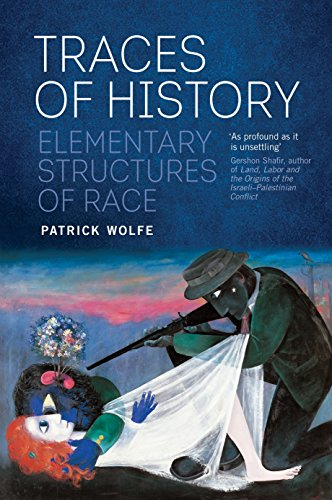 TRACES
OF HISTORY
ELEMENTARY
STRUCTURES
OF RACE
PATRICK WOLFE
‘As profound as it
is unsettling’
Gershon Shafir, author
of Land, Labor and
the Origins of the
Israeli–Palestinian
Conflict